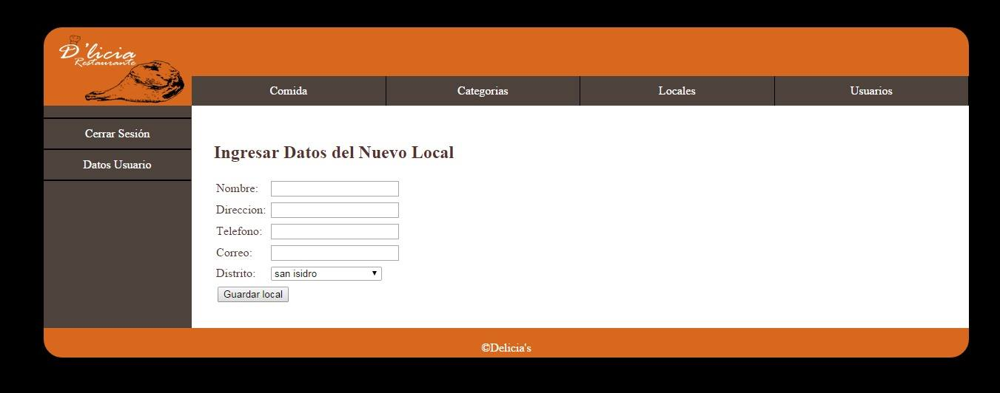 D'licia
Restaurante
Comida Categorias Locales Usuarios
Cerrar Sesión
Datos Usuario
Ingresar Datos del Nuevo Local
Nombre:
Direccion:
Telefono:
Correo:
Distrito: san isidro
Guardar local
©Delicia's